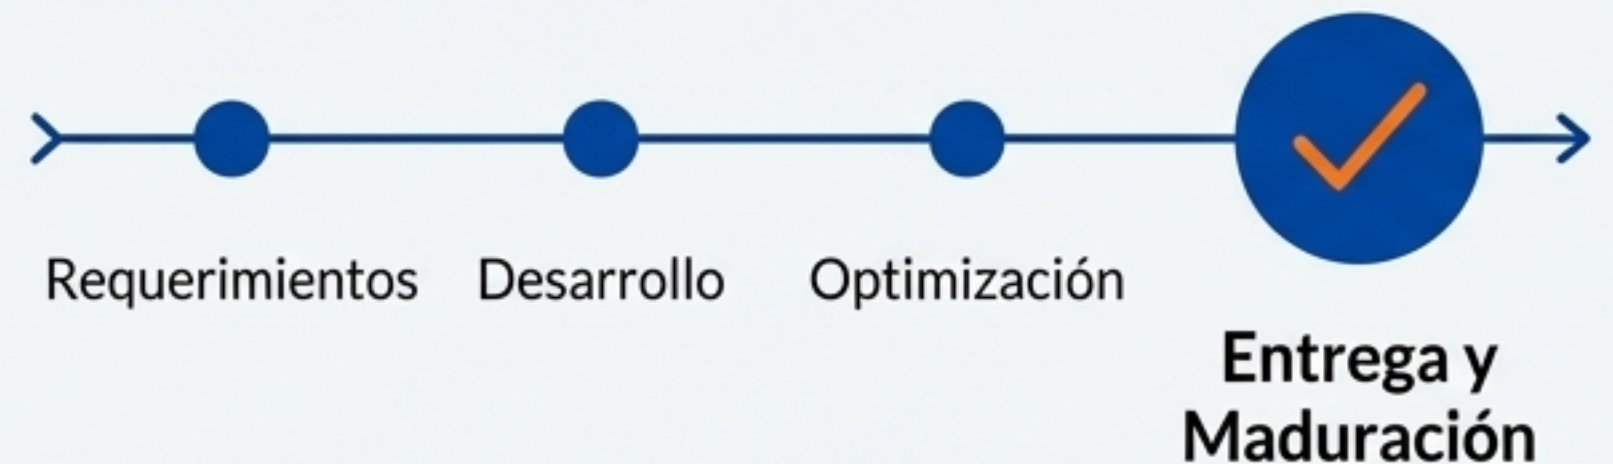 Requerimientos Desarrollo Optimización
Entrega y
Maduración